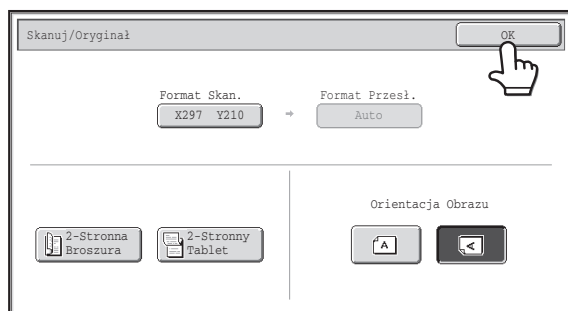 Skanuj/Oryginał
OK
Format Skan.
Format Przesł.
X297 Y210
Auto
Orientacja Obrazu
2-Stronna
Broszura
2-Stronny
Tablet
A
A